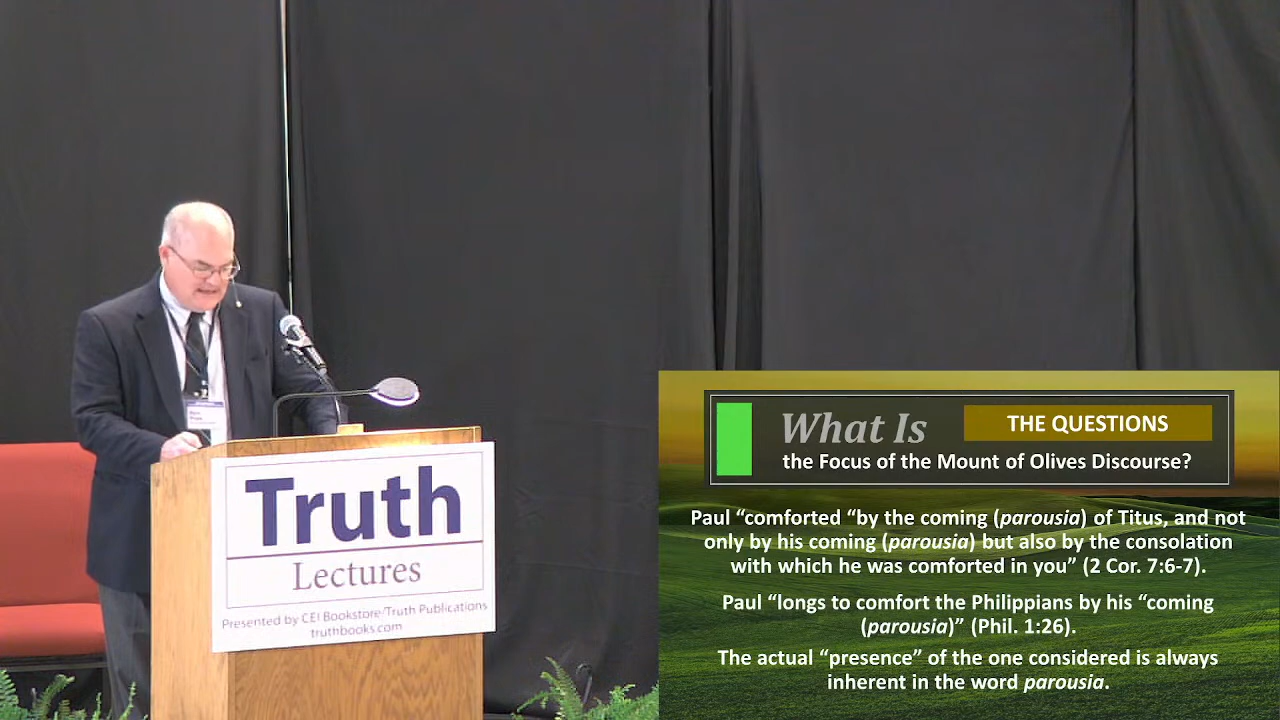 Truth
Lectures
Presented by CEI Bookstore/Truth Publications
truthbooks.com
What Is
THE QUESTIONS
the Focus of the Mount of Olives Discourse?
Paul “comforted “by the coming (parousia) of Titus, and not
only by his coming (parousia) but also by the consolation
with which he was comforted in you” (2 Cor. 7:6-7).
Paul “longs to comfort the Philippians by his “coming
(parousia)” (Phil. 1:26).
The actual “presence” of the one considered is always
inherent in the word parousia.